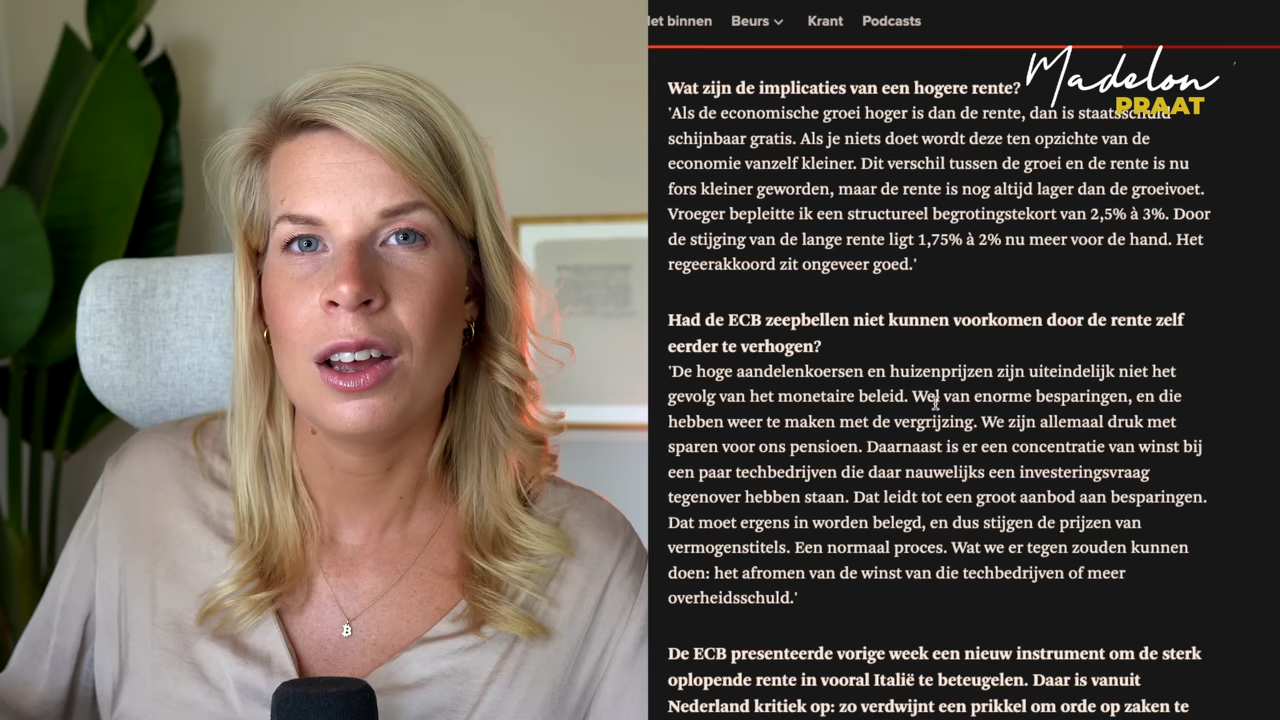 let binnen
Beurs
Krant
Podcasts
Madelon
PRAAT
Wat zijn de implicaties van een hogere rente?
'Als de economische groei hoger is dan de rente, dan is staatsschuld
schijnbaar gratis. Als je niets doet wordt deze ten opzichte van de
economie vanzelf kleiner. Dit verschil tussen de groei en de rente is nu
fors kleiner geworden, maar de rente is nog altijd lager dan de groeivoet.
Vroeger bepleitte ik een structureel begrotingstekort van 2,5% à 3%. Door
de stijging van de lange rente ligt 1,75% à 2% nu meer voor de hand. Het
regeerakkoord zit ongeveer goed.'
Had de ECB zeepbellen niet kunnen voorkomen door de rente zelf
eerder te verhogen?
'De hoge aandelenkoersen en huizenprijzen zijn uiteindelijk niet het
gevolg van het monetaire beleid. Wel van enorme besparingen, en die
hebben weer te maken met de vergrijzing. We zijn allemaal druk met
sparen voor ons pensioen. Daarnaast is er een concentratie van winst bij
een paar techbedrijven die daar nauwelijks een investeringsvraag
tegenover hebben staan. Dat leidt tot een groot aanbod aan besparingen.
Dat moet ergens in worden belegd, en dus stijgen de prijzen van
vermogenstitels. Een normaal proces. Wat we er tegen zouden kunnen
doen: het afromen van de winst van die techbedrijven of meer
overheidsschuld.'
De ECB presenteerde vorige week een nieuw instrument om de sterk
oplopende rente in vooral Italië te beteugelen. Daar is vanuit
Nederland kritiek op: zo verdwijnt een prikkel om orde op zaken te